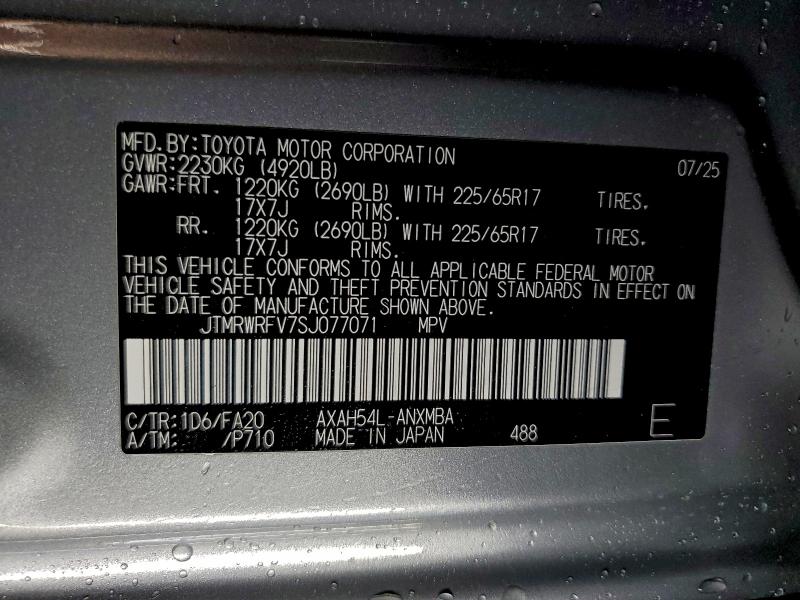 MFD.BY:TOYOTA MOTOR CORPORATION 07/25
GVWR:2230KG (4920LB)
GAWR:FRT. 1220KG (2690LB) WITH 225/65R17 TIRES.
17X7J RIMS.
RR. 1220KG (2690LB) WITH 225/65R17 TIRES.
17X7J RIMS.
THIS VEHICLE CONFORMS TO ALL APPLICABLE FEDERAL MOTOR
VEHICLE SAFETY AND THEFT PREVENTION STANDARDS IN EFFECT ON
THE DATE OF MANUFACTURE SHOWN ABOVE.
JTMRWRFV7SJ077071 MPV
C/TR:1D6/FA20 AXAH54L-ANXMBA
A/TM: /P710 MADE IN JAPAN 488 E